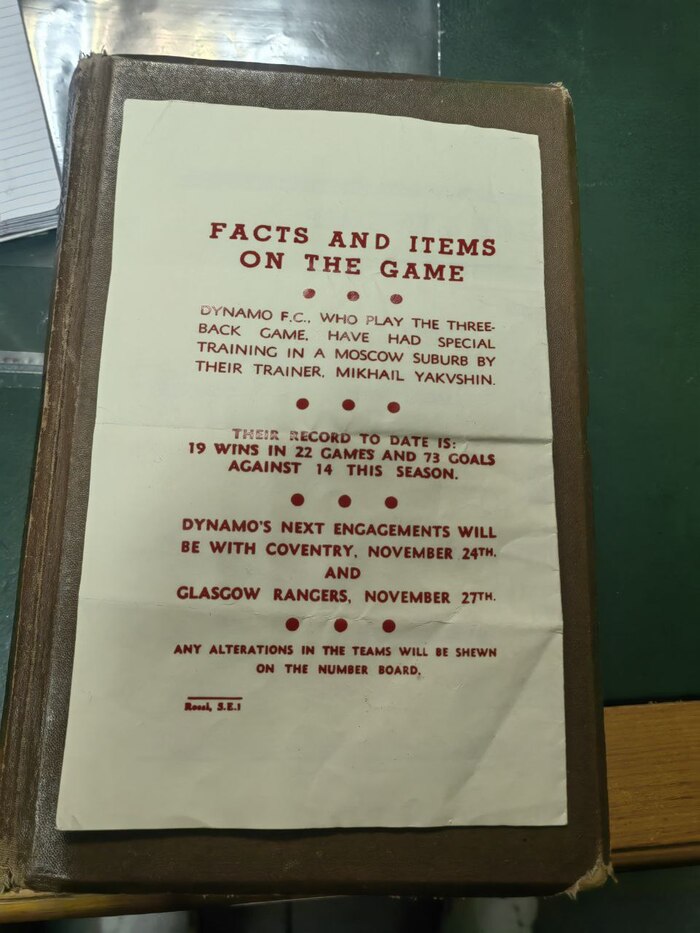 FACTS AND ITEMS
ON THE GAME
DYNAMO F.C., WHO PLAY THE THREE-
BACK GAME, HAVE HAD SPECIAL
TRAINING IN A MOSCOW SUBURB BY
THEIR TRAINER, MIKHAIL YAKVSHIN.
THEIR RECORD TO DATE IS:
19 WINS IN 22 GAMES AND 73 GOALS
AGAINST 14 THIS SEASON.
DYNAMO'S NEXT ENGAGEMENTS WILL
BE WITH COVENTRY, NOVEMBER 24TH.
AND
GLASGOW RANGERS, NOVEMBER 27TH.
ANY ALTERATIONS IN THE TEAMS WILL BE SHEWN
ON THE NUMBER BOARD.
Rossi, S.E.1